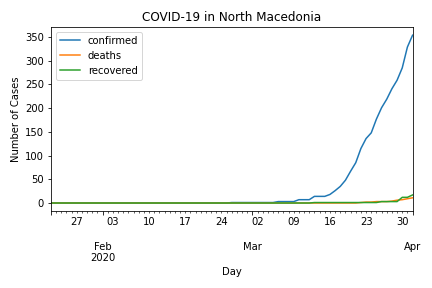 COVID-19 in North Macedonia
confirmed
deaths
recovered
Number of Cases
350
300
250
200
150
100
50
0
27 03 10 17 24 02 09 16 23 30
Feb Mar Apr
2020
Day